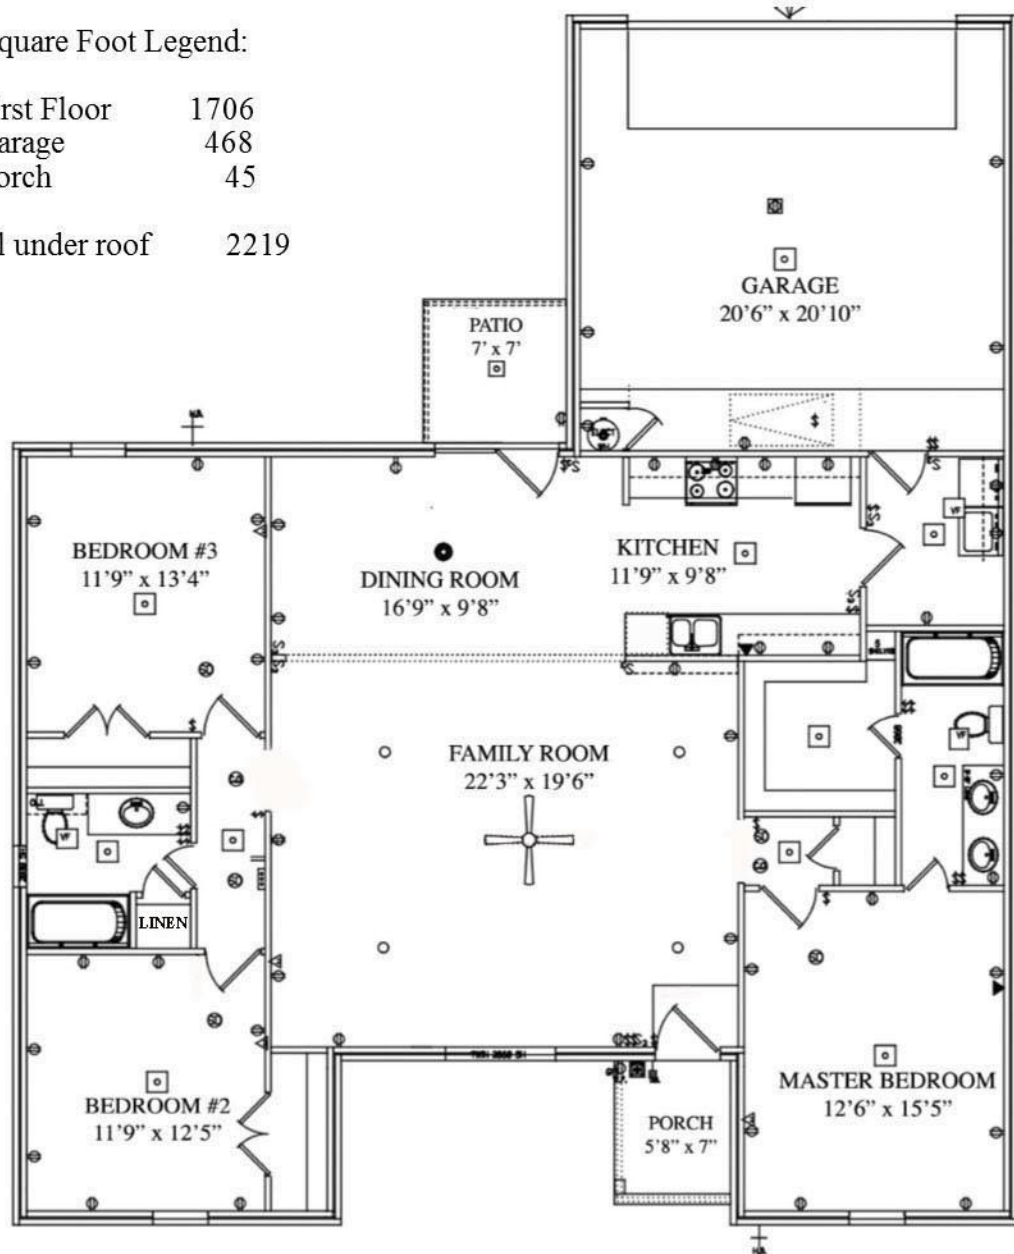 quare Foot Legend:
rst Floor 1706
arage 468
orch 45
l under roof 2219
GARAGE
20'6" x 20'10"
PATIO
7' x 7'
BEDROOM #3
11'9" x 13'4"
DINING ROOM
16'9" x 9'8"
KITCHEN
11'9" x 9'8"
VF
FAMILY ROOM
22'3" x 19'6"
VF
VF
LINEN
BEDROOM #2
11'9" x 12'5"
PORCH
5'8" x 7"
MASTER BEDROOM
12'6" x 15'5"